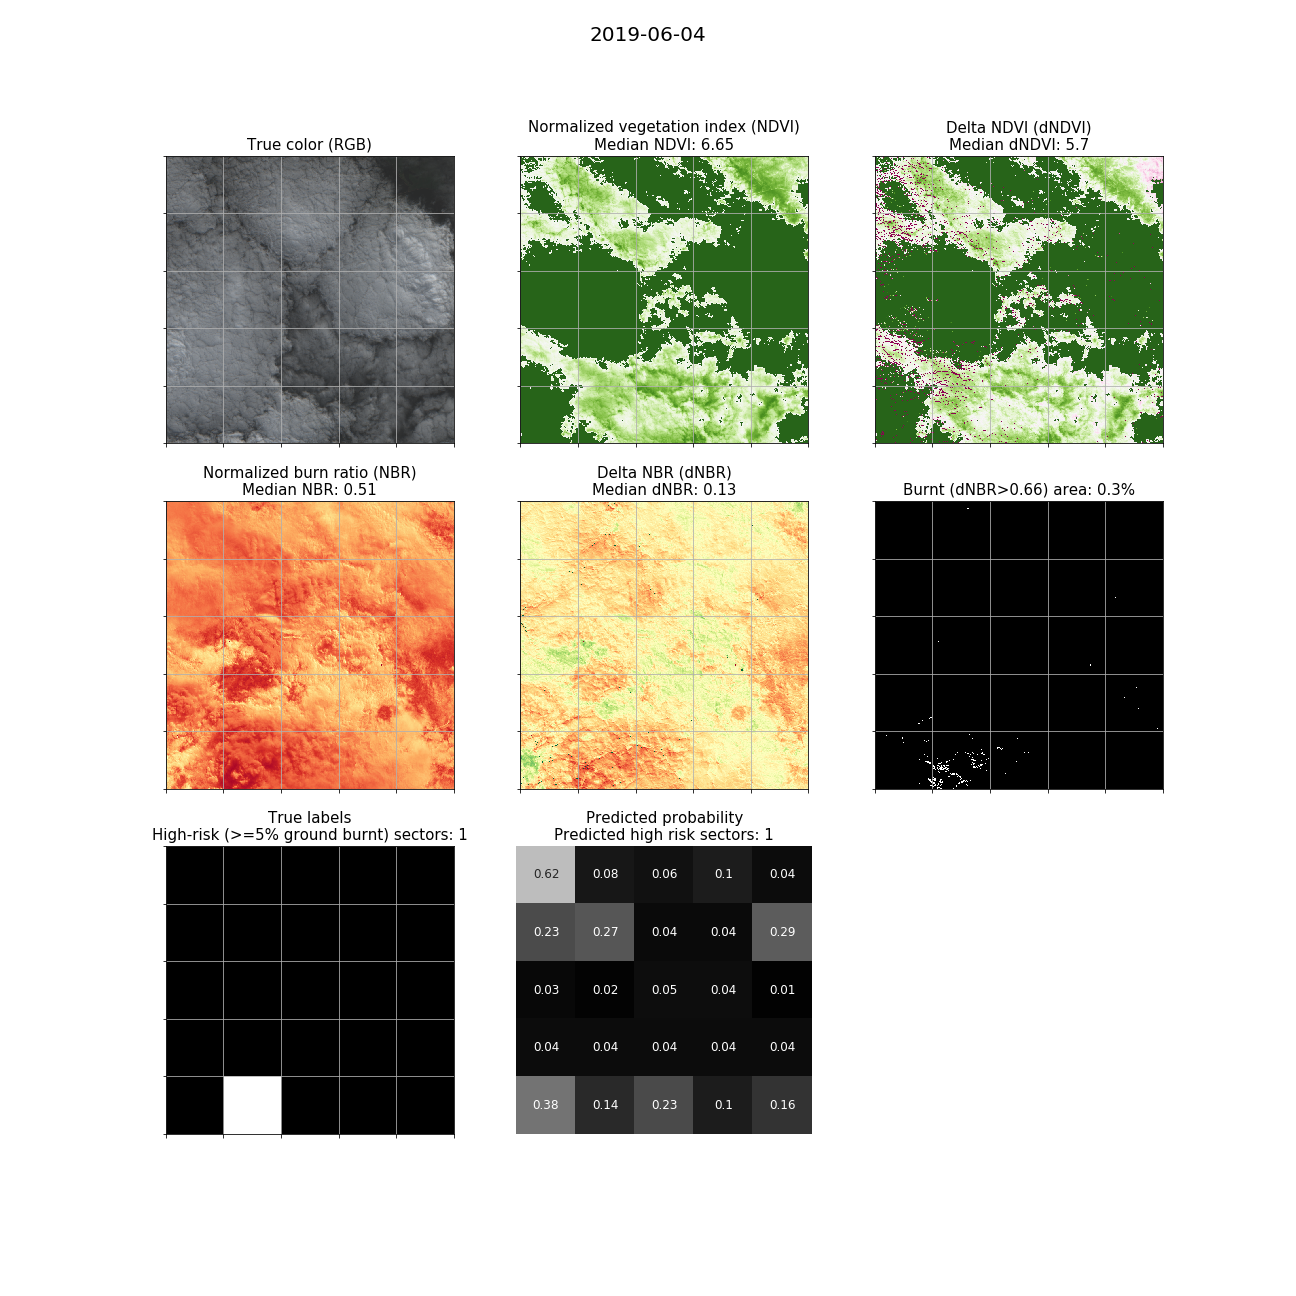 2019-06-04
True color (RGB)
Normalized vegetation index (NDVI)
Median NDVI: 6.65
Delta NDVI (dNDVI)
Median dNDVI: 5.7
Normalized burn ratio (NBR)
Median NBR: 0.51
Delta NBR (dNBR)
Median dNBR: 0.13
Burnt (dNBR>0.66) area: 0.3%
True labels
High-risk (>=5% ground burnt) sectors: 1
Predicted probability
Predicted high risk sectors: 1
0.62 0.08 0.06 0.1 0.04
0.23 0.27 0.04 0.04 0.29
0.03 0.02 0.05 0.04 0.01
0.04 0.04 0.04 0.04 0.04
0.38 0.14 0.23 0.1 0.16